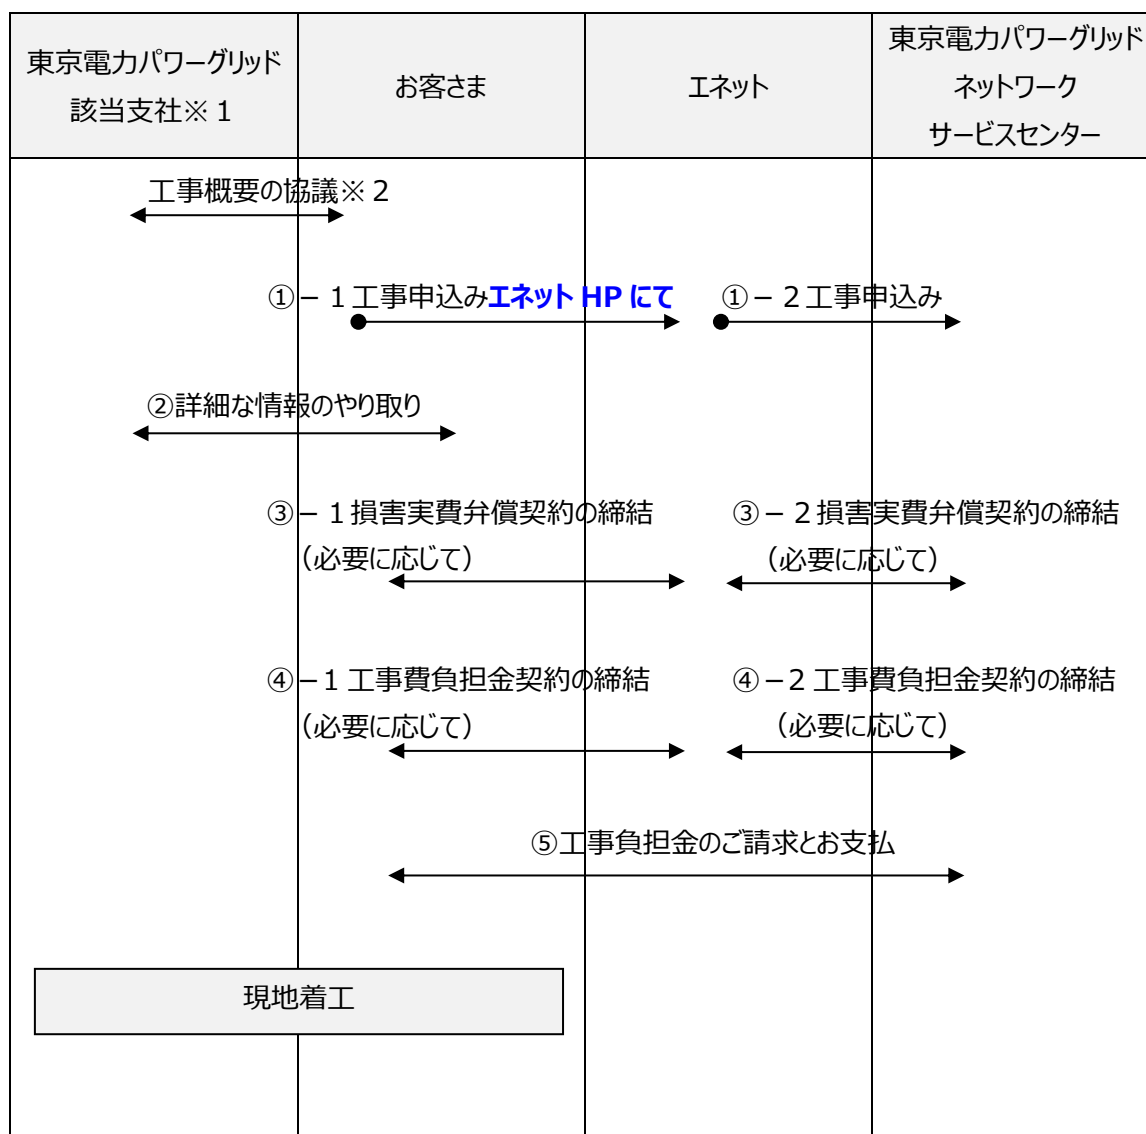 東京電力パワーグリッド
該当支社※1
お客さま
エネット
東京電力パワーグリッド
ネットワーク
サービスセンター
工事概要の協議※2
①-1工事申込みエネット HP にて
①-2工事申込み
②詳細な情報のやり取り
③-1損害実費弁償契約の締結
(必要に応じて)
③-2損害実費弁償契約の締結
(必要に応じて)
④-1工事費負担金契約の締結
(必要に応じて)
④-2工事費負担金契約の締結
(必要に応じて)
⑤工事負担金のご請求とお支払
現地着工